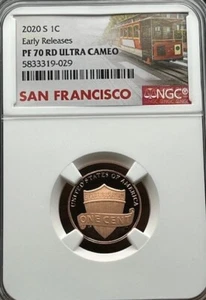 2020 S 1C
Early Releases
PF 70 RD ULTRA CAMEO
5833319-029
SAN FRANCISCO
NGC
UNITED STATES OF AMERICA
ONE CENT